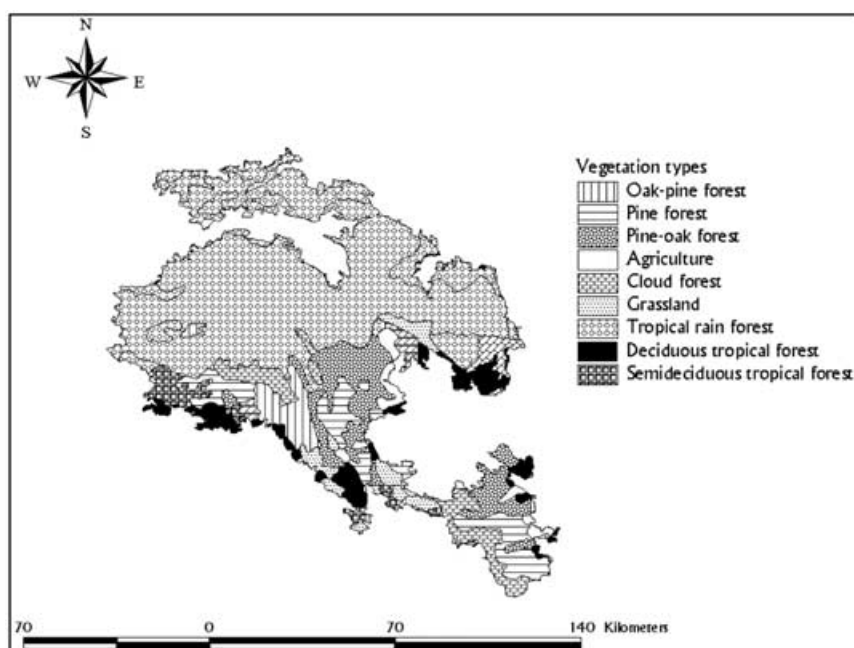 N
W E
S
Vegetation types
Oak-pine forest
Pine forest
Pine-oak forest
Agriculture
Cloud forest
Grassland
Tropical rain forest
Deciduous tropical forest
Semideciduous tropical forest
70 0 70 140 Kilometers